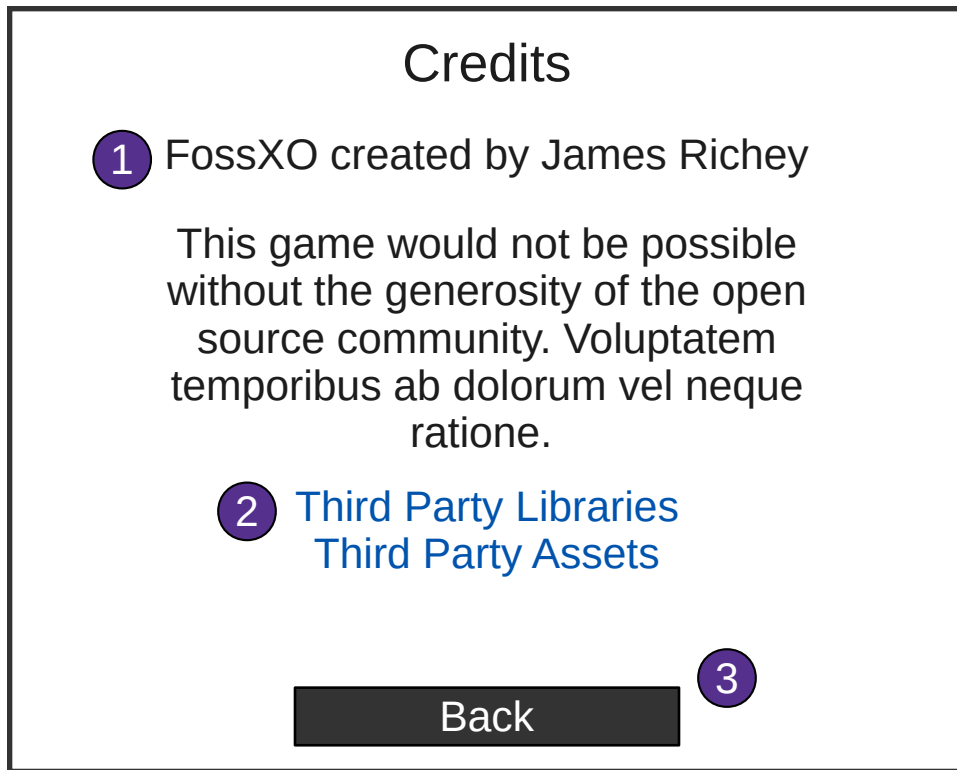 Credits
1 FossXO created by James Richey
This game would not be possible
without the generosity of the open
source community. Voluptatem
temporibus ab dolorum vel neque
ratione.
2 Third Party Libraries
Third Party Assets
3
Back